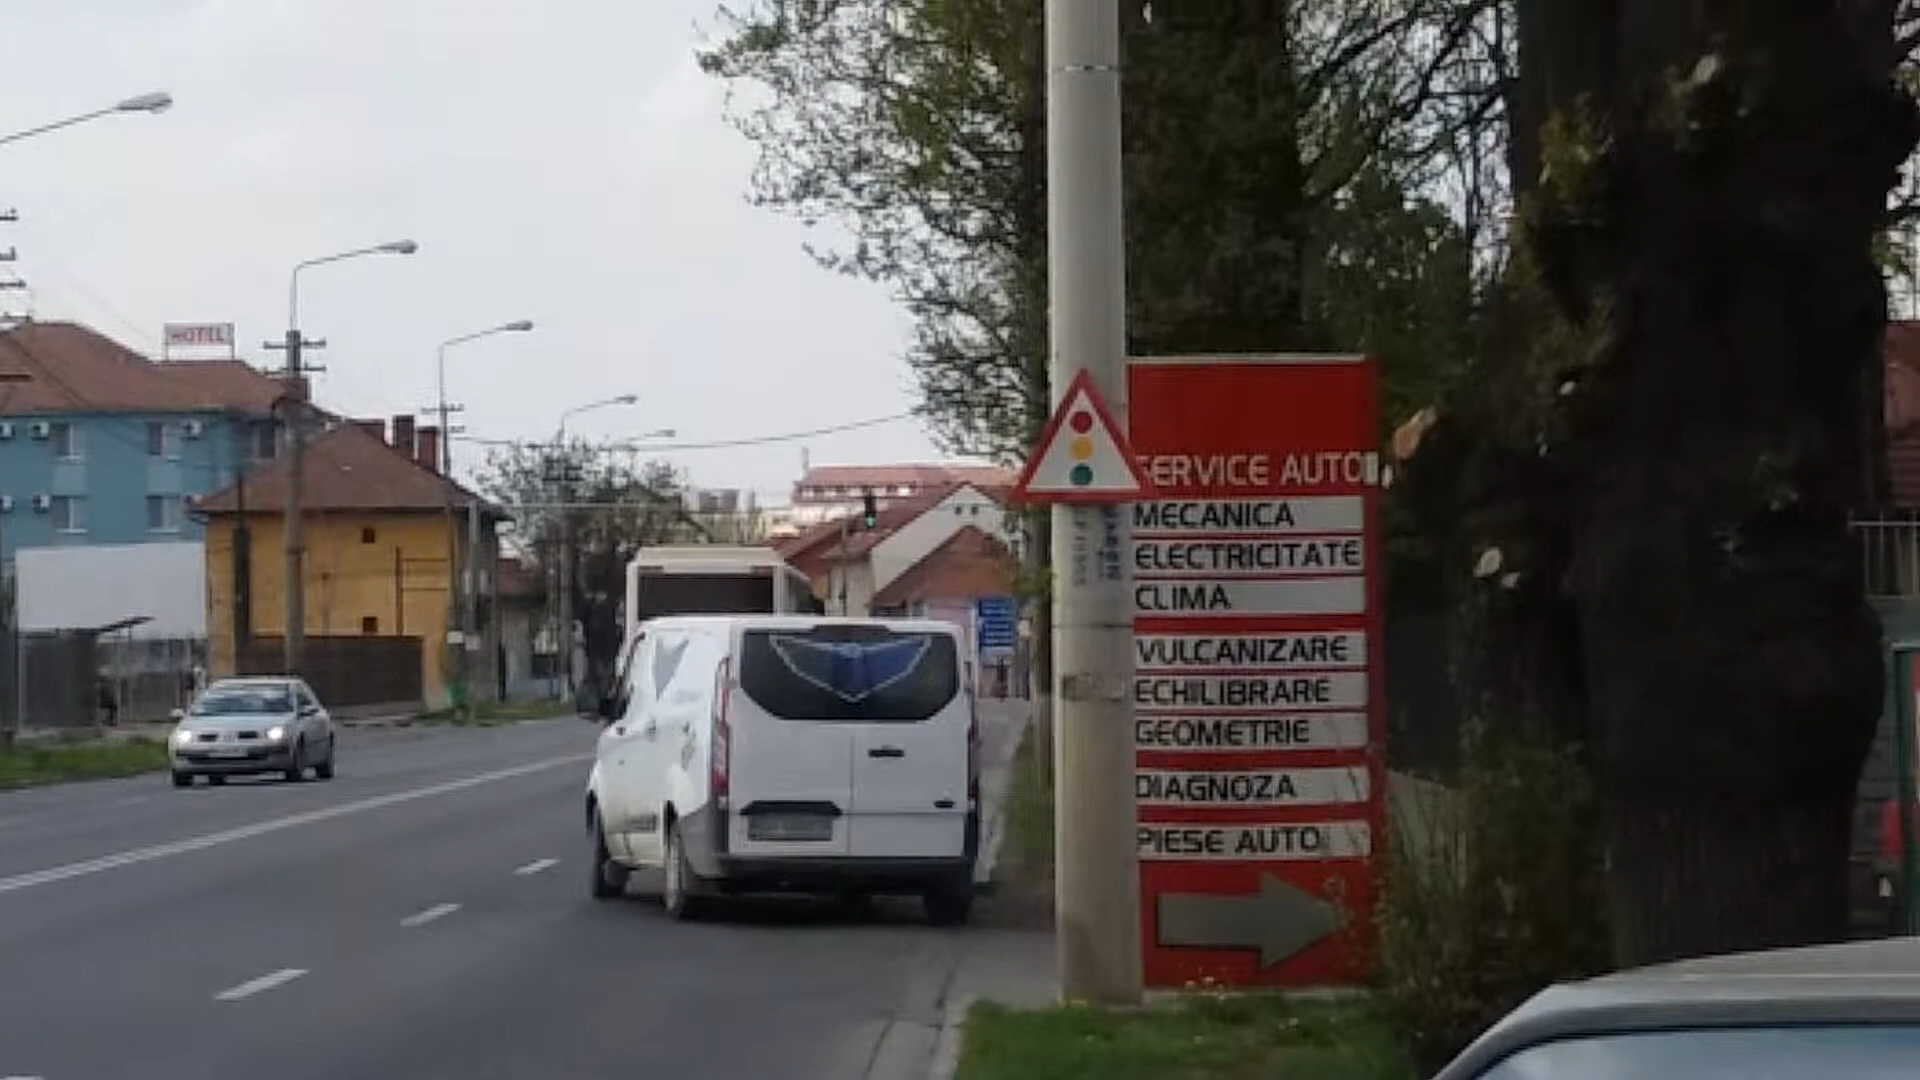 HOTEL
SERVICE AUTO
MECANICA
ELECTRICITATE
CLIMA
VULCANIZARE
ECHILIBRARE
GEOMETRIE
DIAGNOZA
PIESE AUTO